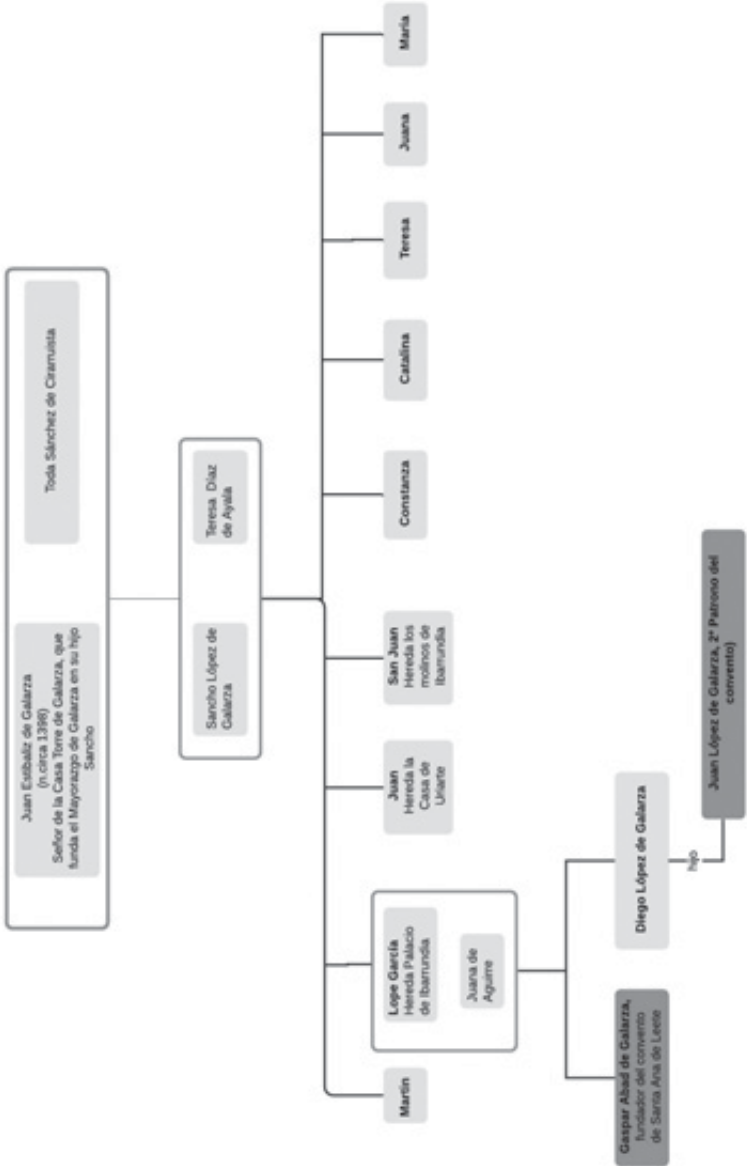 Juan Estibaliz de Galarza
(n.circa 1398)
Señor de la Casa Torre de Galarza, que
funda el Mayorazgo de Galarza en su hijo
Sancho
Toda Sánchez de Cirarruista
Sancho López de
Galarza
Teresa Díaz
de Ayala
Martin
Lope García
Hereda Palacio
de Ibarrundia
Juana de
Aguirre
Juan
Hereda la
Casa de
Uriarte
San Juan
Hereda los
molinos de
Ibarrundia
Constanza
Catalina
Teresa
Juana
Maria
Gaspar Abad de Galarza,
fundador del convento
de Santa Ana de Leete
Diego López de Galarza
hijo
Juan López de Galarza, 2º Patrono del
convento)